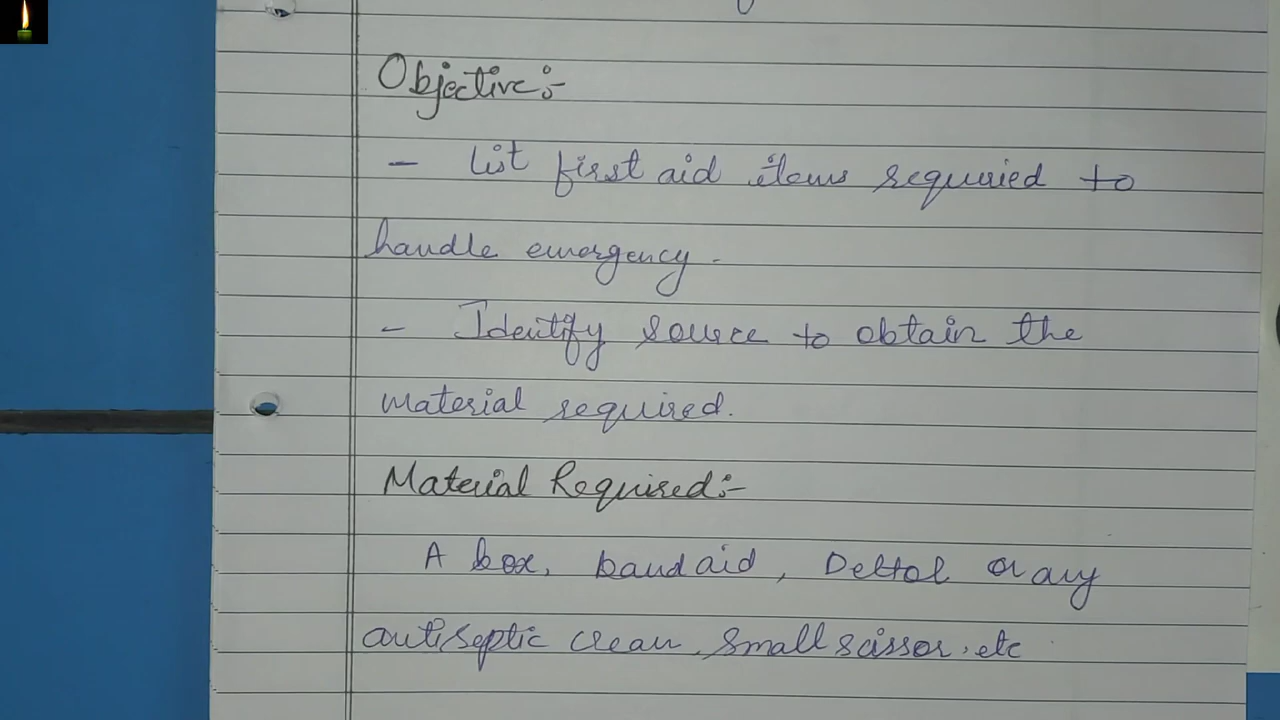 Objective:-
- list first aid items requried to
handle emergency.
- Identify source to obtain the
material required.
Material Required:-
A box, band aid, Dettol or any
antiseptic cream, small scissor, etc